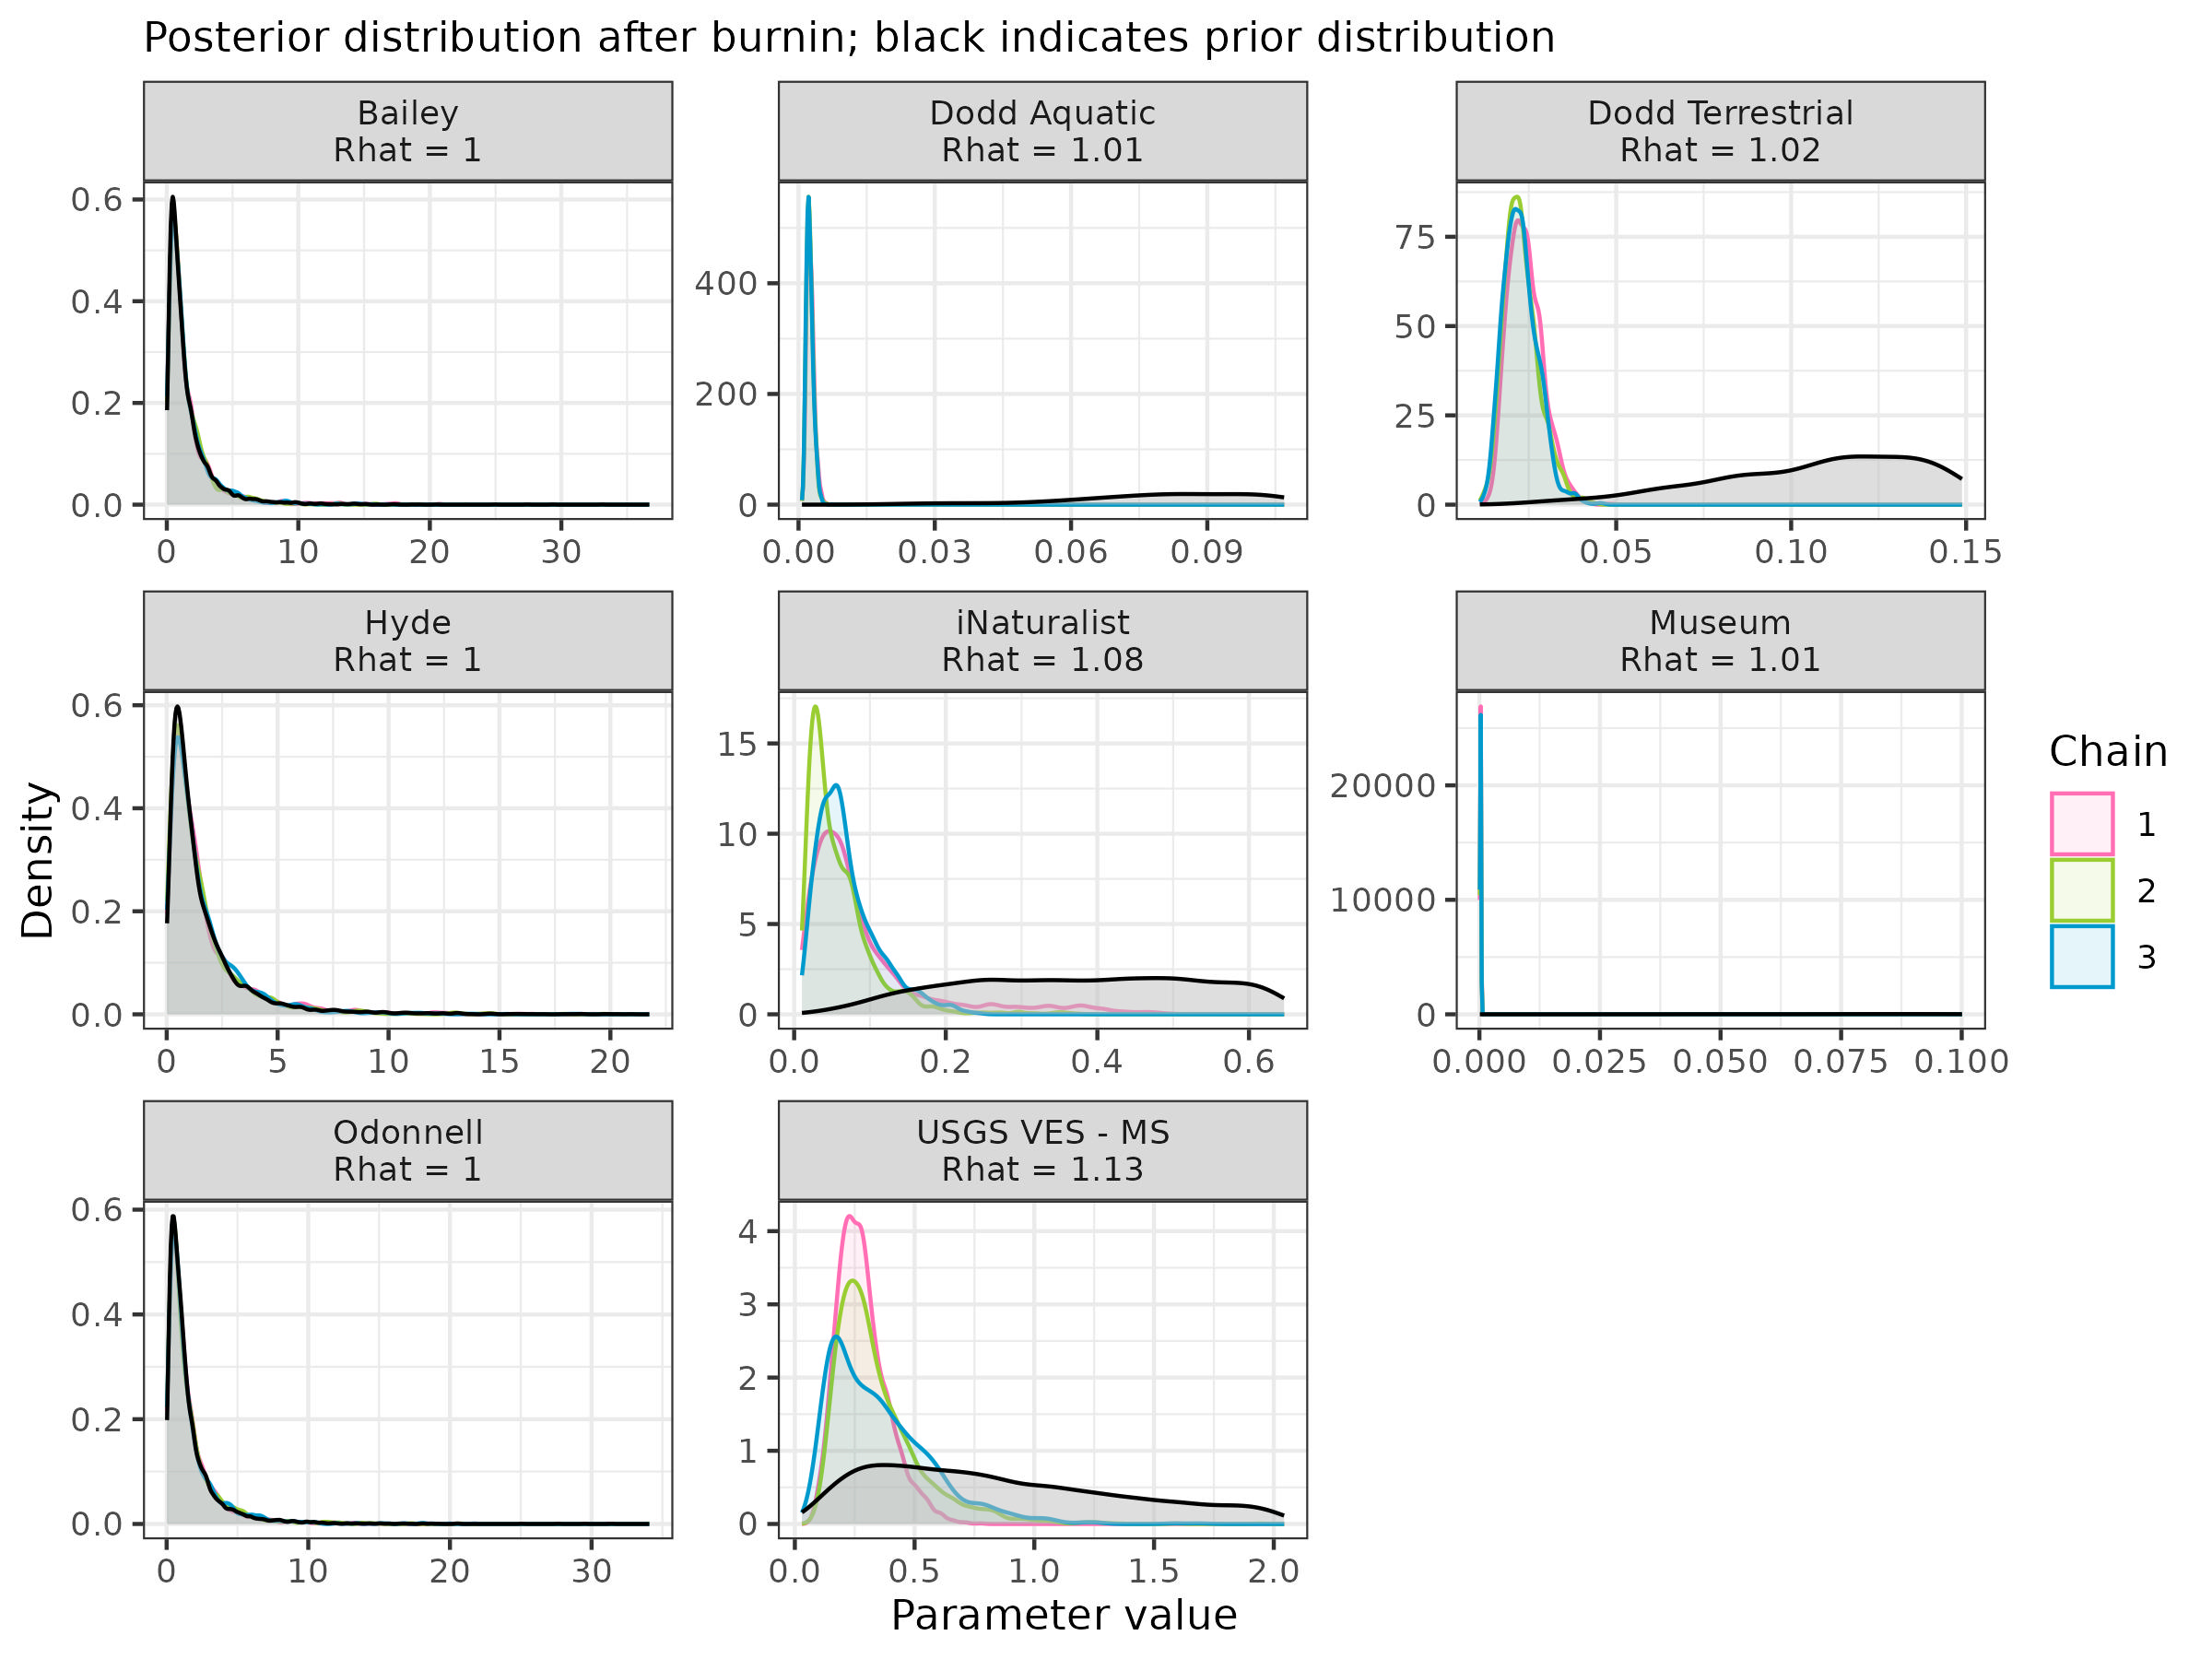 Posterior distribution after burnin; black indicates prior distribution
Bailey
Rhat = 1
0.6
0.4
0.2
0.0
0 10 20 30
Dodd Aquatic
Rhat = 1.01
400
200
0
0.00 0.03 0.06 0.09
Dodd Terrestrial
Rhat = 1.02
75
50
25
0
0.05 0.10 0.15
Hyde
Rhat = 1
0.6
0.4
0.2
0.0
0 5 10 15 20
iNaturalist
Rhat = 1.08
15
10
5
0
0.0 0.2 0.4 0.6
Museum
Rhat = 1.01
20000
10000
0
0.000 0.025 0.050 0.075 0.100
Odonnell
Rhat = 1
0.6
0.4
0.2
0.0
0 10 20 30
USGS VES - MS
Rhat = 1.13
4
3
2
1
0
0.0 0.5 1.0 1.5 2.0
Density
Parameter value
Chain
1
2
3